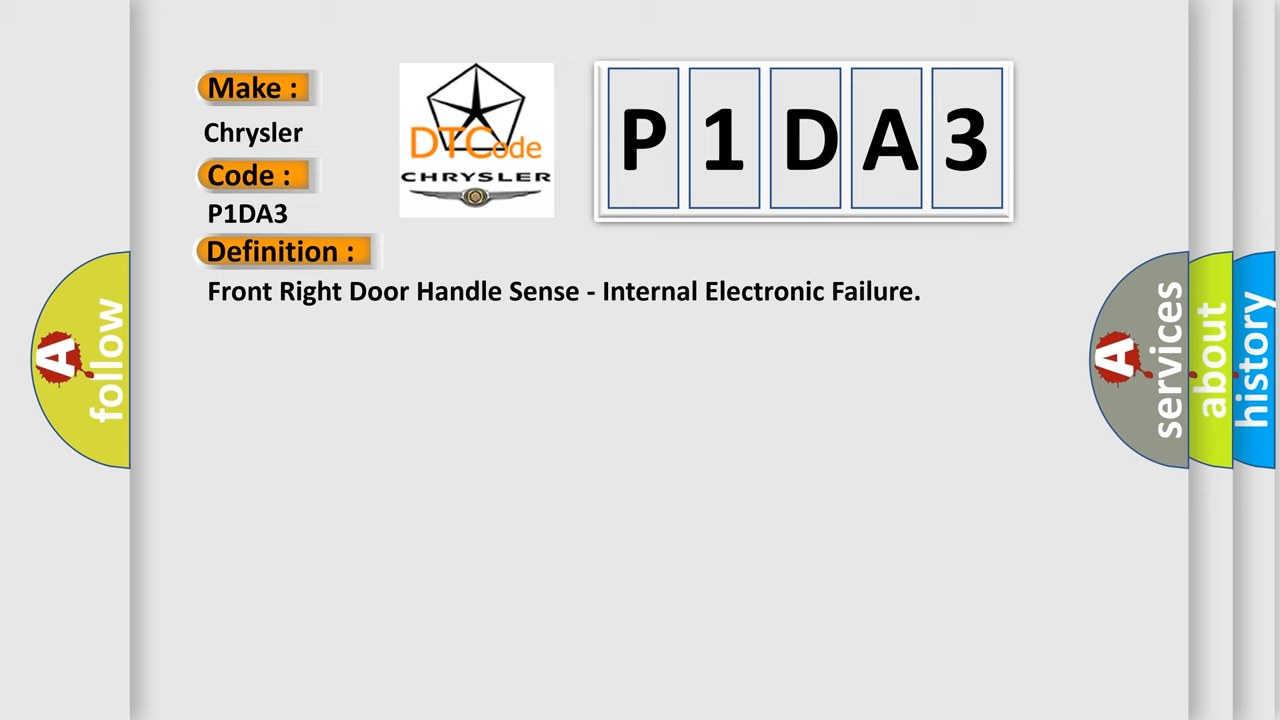 Make :
Chrysler
Code :
P1DA3
Definition :
Front Right Door Handle Sense - Internal Electronic Failure.
DTCode
CHRYSLER
P 1 D A 3
A follow
A services
about
history